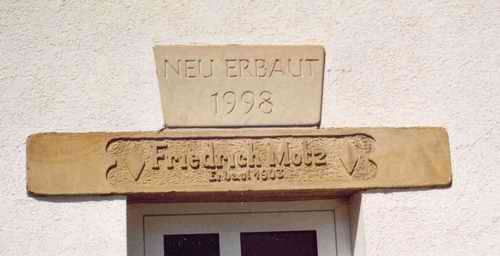 NEU ERBAUT
1998
Friedrich Motz
Erbaut 1903